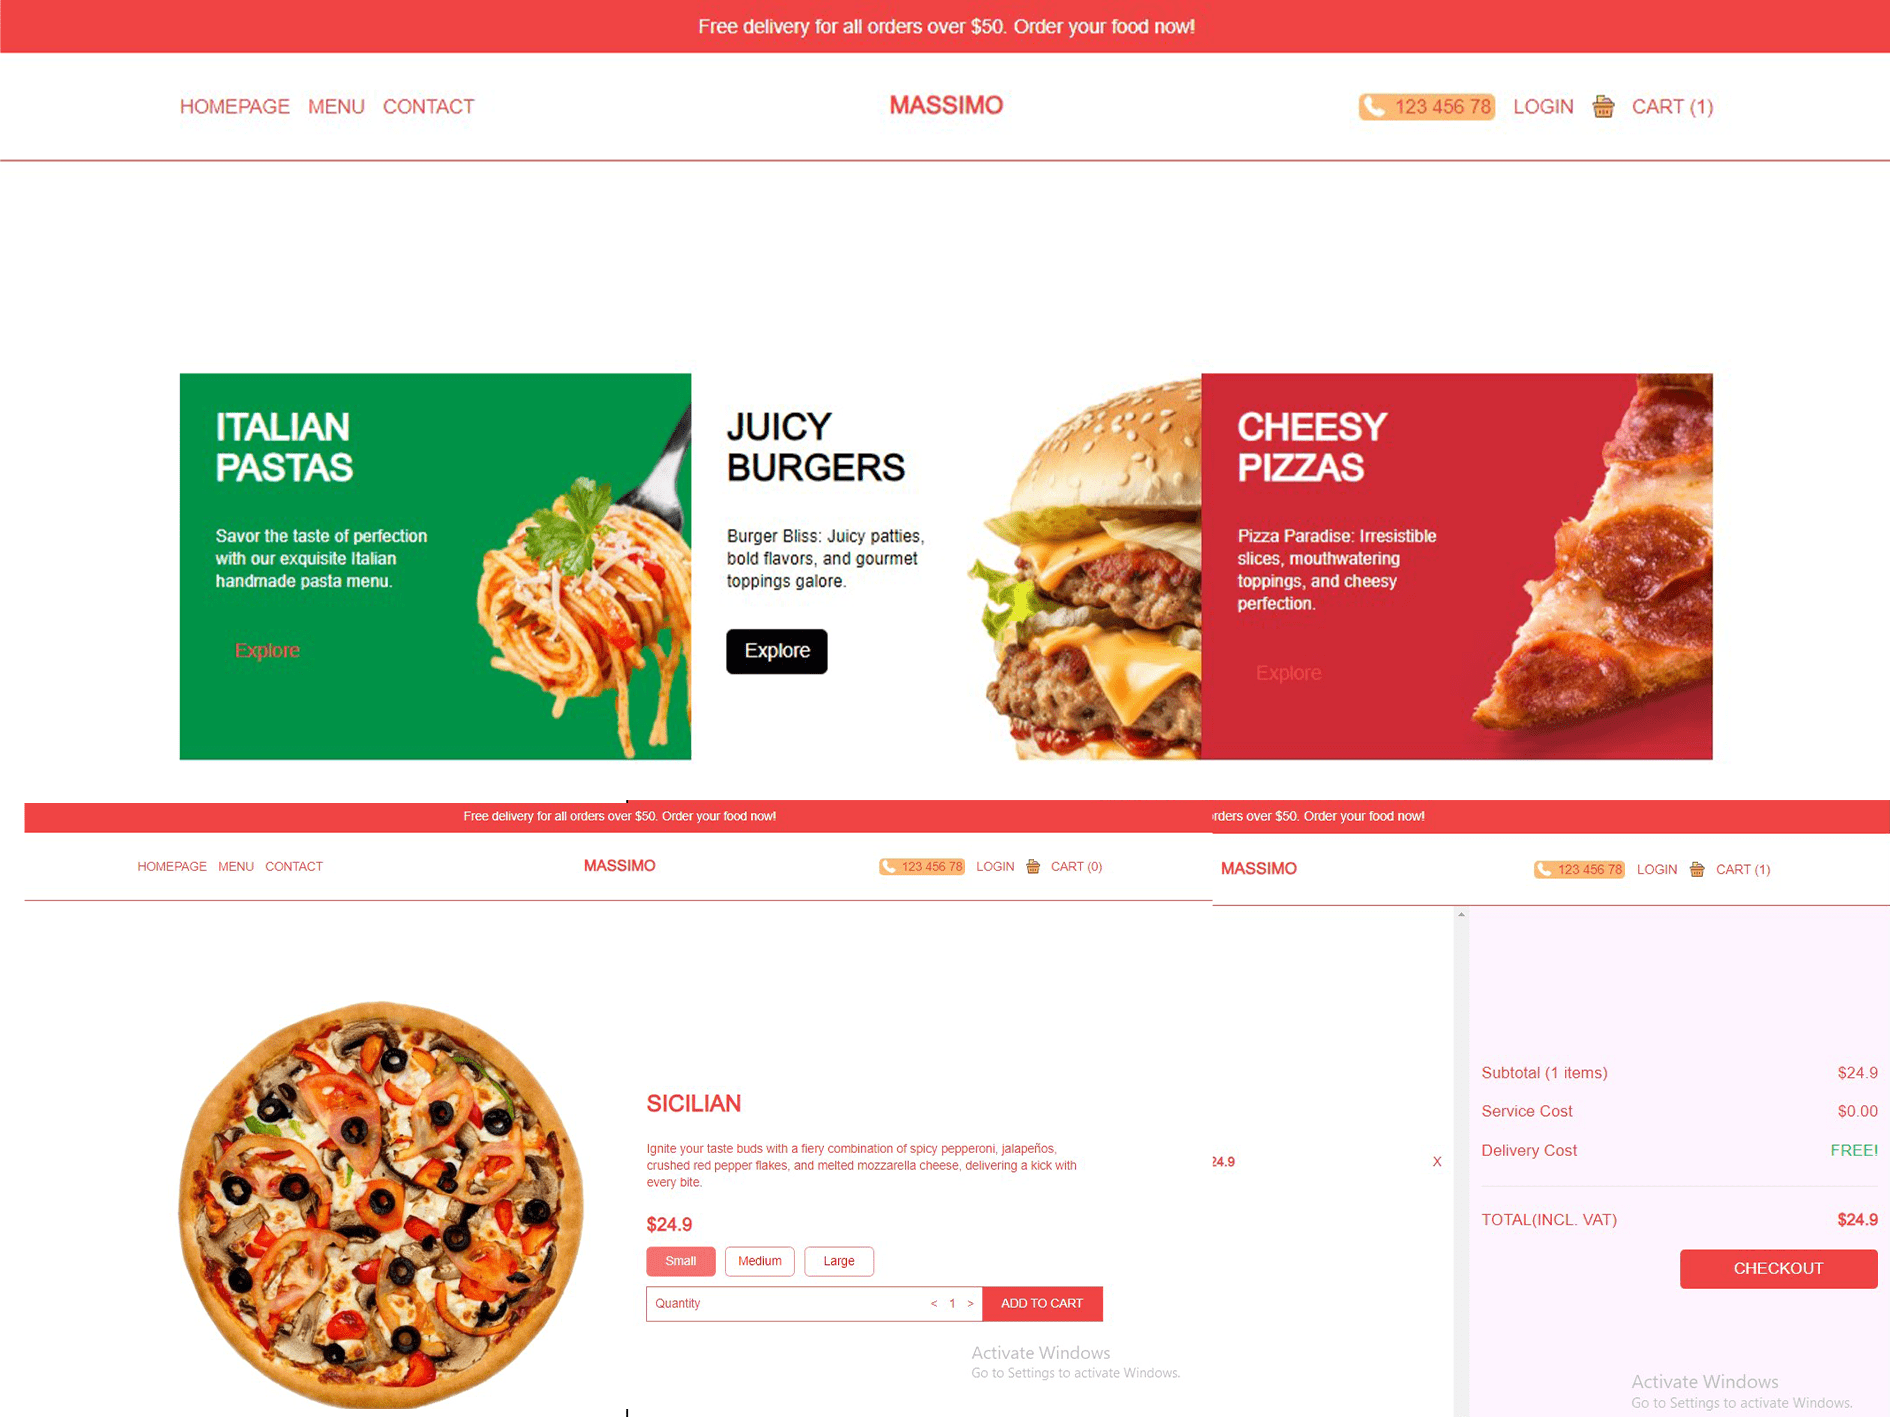 Free delivery for all orders over $50. Order your food now!
HOMEPAGE MENU CONTACT
MASSIMO
123 456 78 LOGIN CART (1)
ITALIAN
PASTAS
Savor the taste of perfection
with our exquisite Italian
handmade pasta menu.
Explore
JUICY
BURGERS
Burger Bliss: Juicy patties,
bold flavors, and gourmet
toppings galore.
Explore
CHEESY
PIZZAS
Pizza Paradise: Irresistible
slices, mouthwatering
toppings, and cheesy
perfection.
Explore
Free delivery for all orders over $50. Order your food now!
HOMEPAGE MENU CONTACT
MASSIMO
123 456 78 LOGIN CART (0)
SICILIAN
Ignite your taste buds with a fiery combination of spicy pepperoni, jalapeños,
crushed red pepper flakes, and melted mozzarella cheese, delivering a kick with
every bite.
$24.9
Small Medium Large
Quantity < 1 > ADD TO CART
Activate Windows
Go to Settings to activate Windows.
rders over $50. Order your food now!
MASSIMO
123 456 78 LOGIN CART (1)
24.9 X
Subtotal (1 items) $24.9
Service Cost $0.00
Delivery Cost FREE!
TOTAL(INCL. VAT) $24.9
CHECKOUT
Activate Windows
Go to Settings to activate Windows.